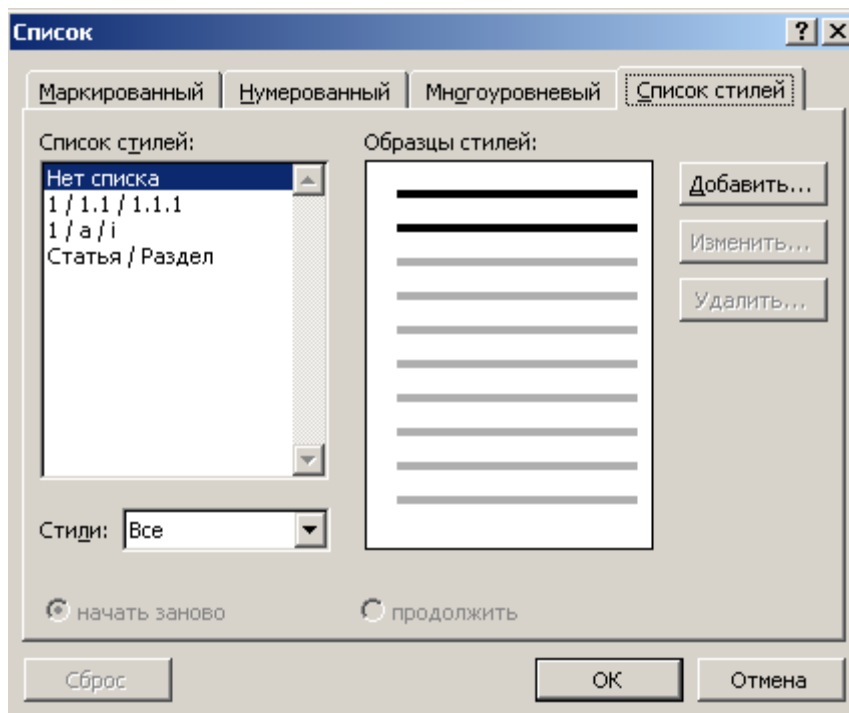 Список
Маркированный Нумерованный Многоуровневый Список стилей
Список стилей: Образцы стилей:
Нет списка
1 / 1.1 / 1.1.1
1 / a / i
Статья / Раздел
Добавить...
Изменить...
Удалить...
Стили: Все
начать заново продолжить
Сброс ОК Отмена